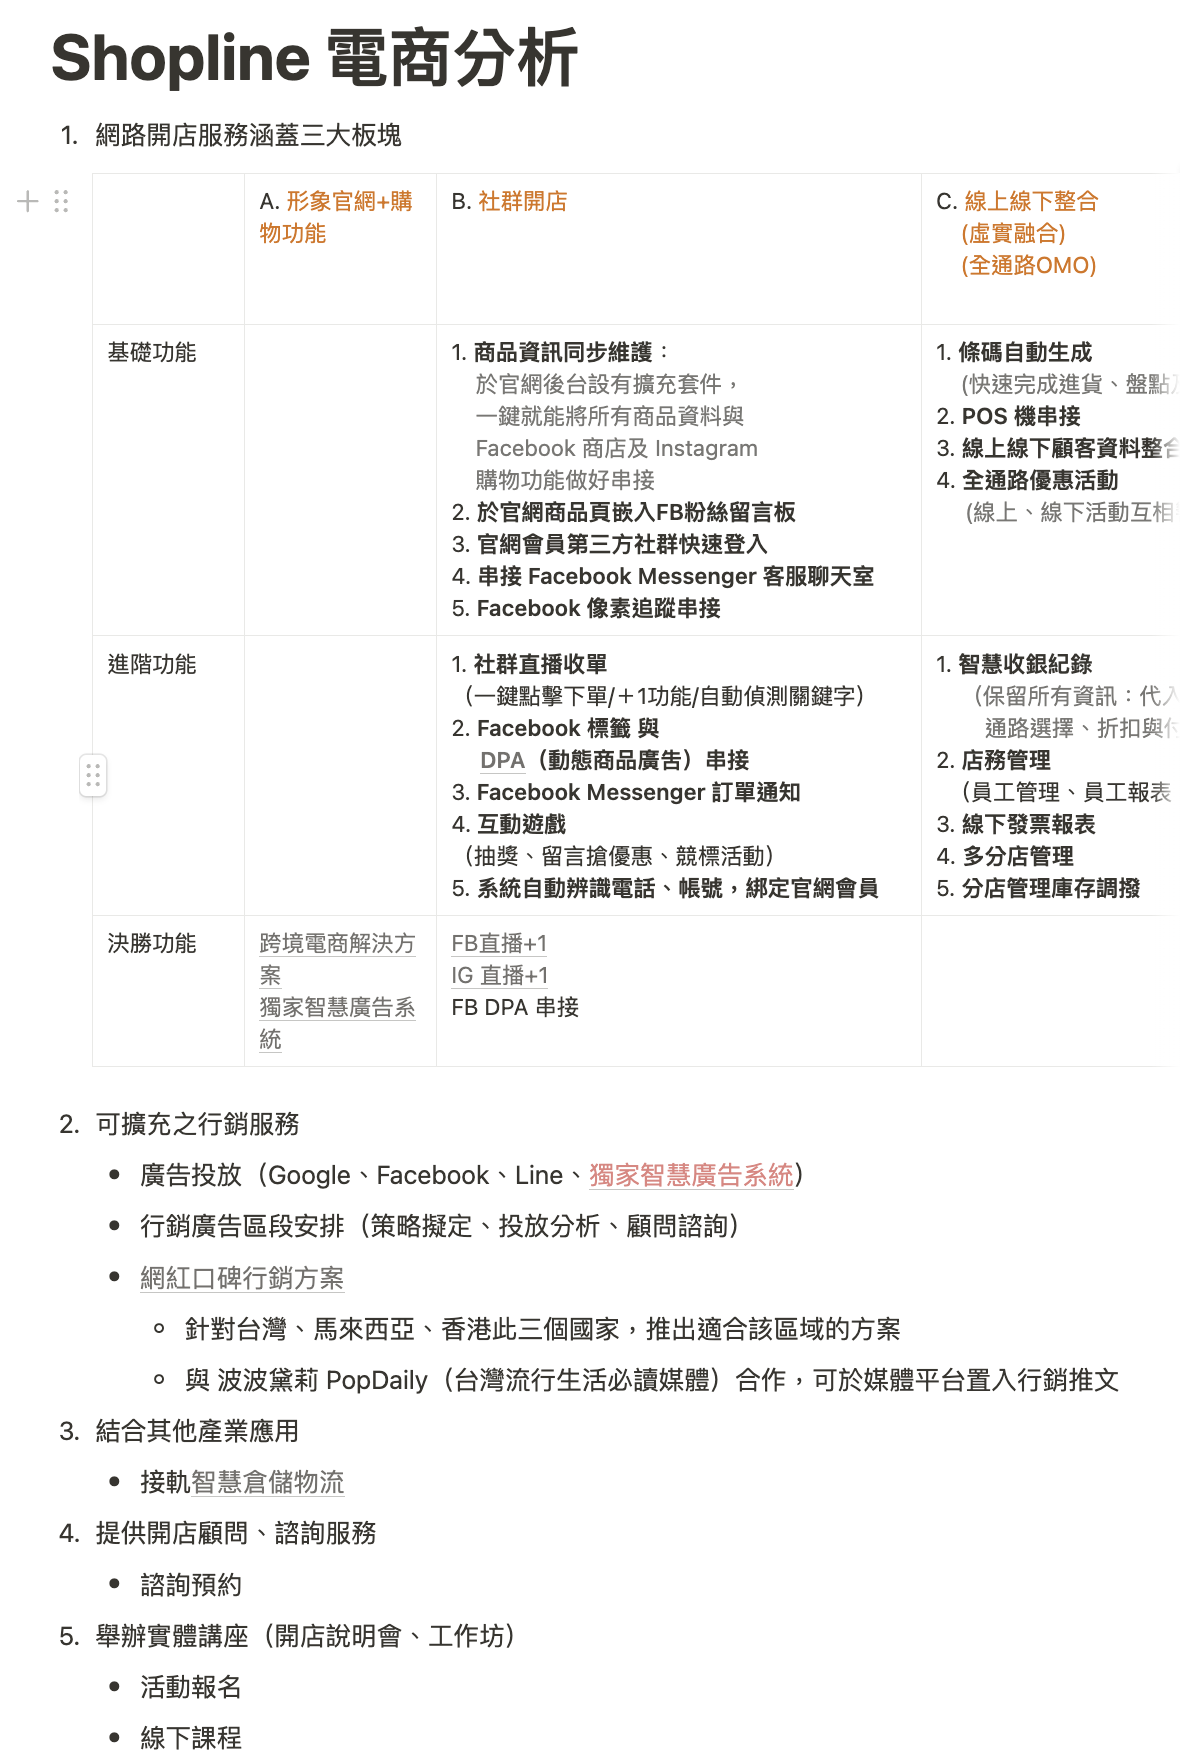 Shopline 電商分析
1. 網路開店服務涵蓋三大板塊
A. 形象官網+購
物功能
B. 社群開店
C. 線上線下整合
(虛實融合)
(全通路OMO)
基礎功能
1. 商品資訊同步維護：
於官網後台設有擴充套件，
一鍵就能將所有商品資料與
Facebook 商店及 Instagram
購物功能做好串接
2. 於官網商品頁嵌入FB粉絲留言板
3. 官網會員第三方社群快速登入
4. 串接 Facebook Messenger 客服聊天室
5. Facebook 像素追蹤串接
1. 條碼自動生成
(快速完成進貨、盤點
2. POS 機串接
3. 線上線下顧客資料整合
4. 全通路優惠活動
(線上、線下活動互相
進階功能
1. 社群直播收單
（一鍵點擊下單/＋1功能/自動偵測關鍵字）
2. Facebook 標籤 與
DPA（動態商品廣告）串接
3. Facebook Messenger 訂單通知
4. 互動遊戲
（抽獎、留言搶優惠、競標活動）
5. 系統自動辨識電話、帳號，綁定官網會員
1. 智慧收銀紀錄
（保留所有資訊：代入
通路選擇、折扣與付
2. 店務管理
（員工管理、員工報表
3. 線下發票報表
4. 多分店管理
5. 分店管理庫存調撥
決勝功能
跨境電商解決方
案
獨家智慧廣告系
統
FB直播+1
IG 直播+1
FB DPA 串接
2. 可擴充之行銷服務
• 廣告投放（Google、Facebook、Line、獨家智慧廣告系統）
• 行銷廣告區段安排（策略擬定、投放分析、顧問諮詢）
• 網紅口碑行銷方案
◦ 針對台灣、馬來西亞、香港此三個國家，推出適合該區域的方案
◦ 與 波波黛莉 PopDaily（台灣流行生活必讀媒體）合作，可於媒體平台置入行銷推文
3. 結合其他產業應用
• 接軌智慧倉儲物流
4. 提供開店顧問、諮詢服務
• 諮詢預約
5. 舉辦實體講座（開店說明會、工作坊）
• 活動報名
• 線下課程